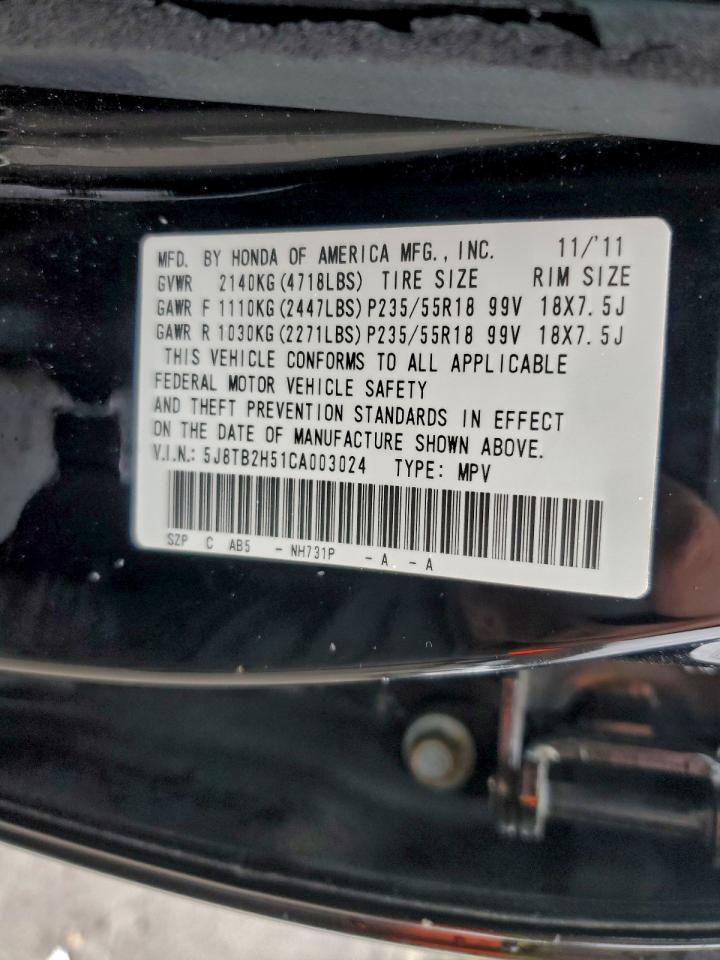 MFD. BY HONDA OF AMERICA MFG., INC. 11/'11
GVWR 2140KG(4718LBS) TIRE SIZE RIM SIZE
GAWR F 1110KG(2447LBS)P235/55R18 99V 18X7.5J
GAWR R 1030KG(2271LBS)P235/55R18 99V 18X7.5J
THIS VEHICLE CONFORMS TO ALL APPLICABLE
FEDERAL MOTOR VEHICLE SAFETY
AND THEFT PREVENTION STANDARDS IN EFFECT
ON THE DATE OF MANUFACTURE SHOWN ABOVE.
V.I.N.: 5J8TB2H51CA003024 TYPE: MPV
SZP C AB5 - NH731P - A - A